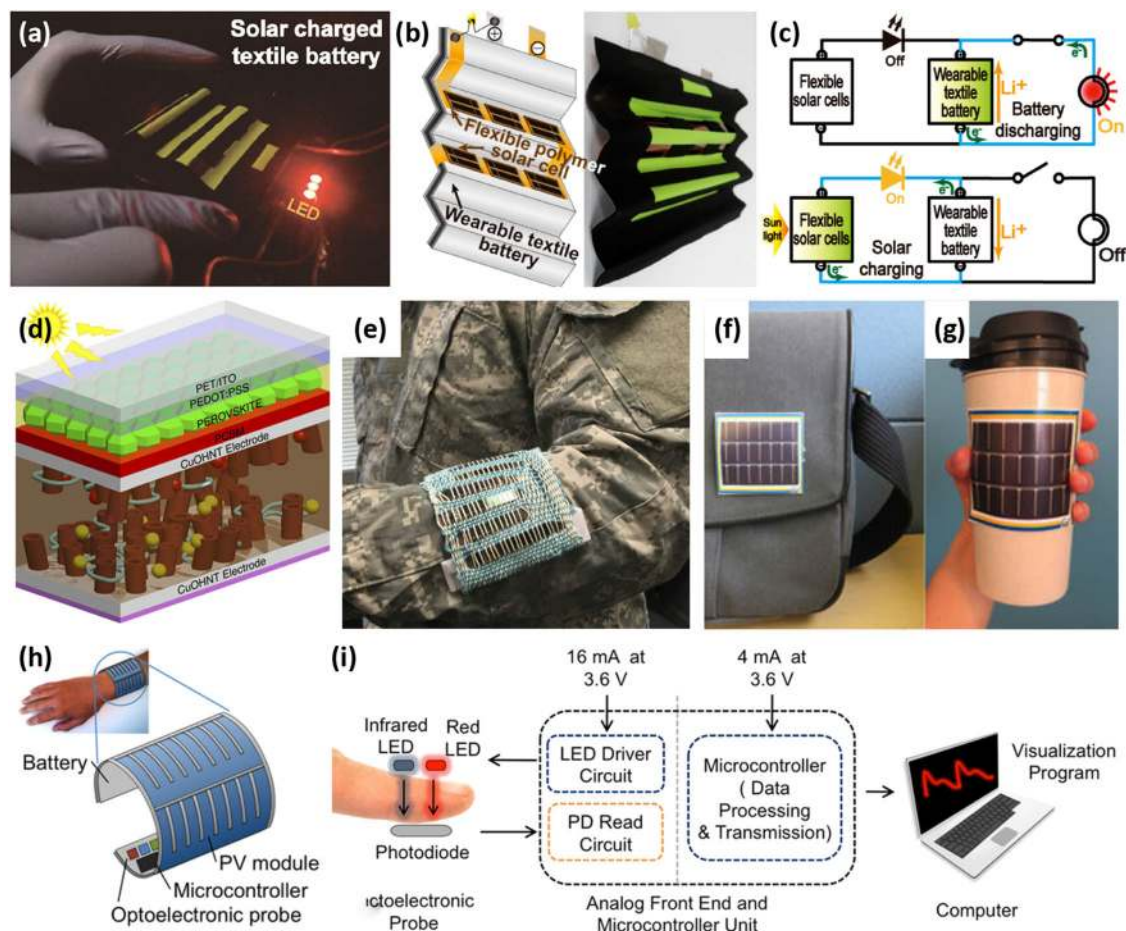 (a)
Solar charged
textile battery
LED
(b)
+
−
Flexible polymer
solar cell
Wearable textile
battery
(c)
Off
Flexible
solar cells
Wearable
textile
battery
Li+
e-
Battery
discharging
On
e-
On
e-
Sun
light
Flexible
solar cells
Solar
charging
Wearable
textile
battery
Li+
Off
e-
(d)
PET/ITO
PEDOT:PSS
PEROVSKITE
CuOHNT Electrode
CuOHNT Electrode
(e)
(f)
(g)
(h)
Battery
PV module
Microcontroller
Optoelectronic probe
(i)
16 mA at
3.6 V
4 mA at
3.6 V
Infrared
LED
Red
LED
Photodiode
ctoelectronic
Probe
LED Driver
Circuit
PD Read
Circuit
Microcontroller
( Data
Processing
& Transmission)
Analog Front End and
Microcontroller Unit
Visualization
Program
Computer